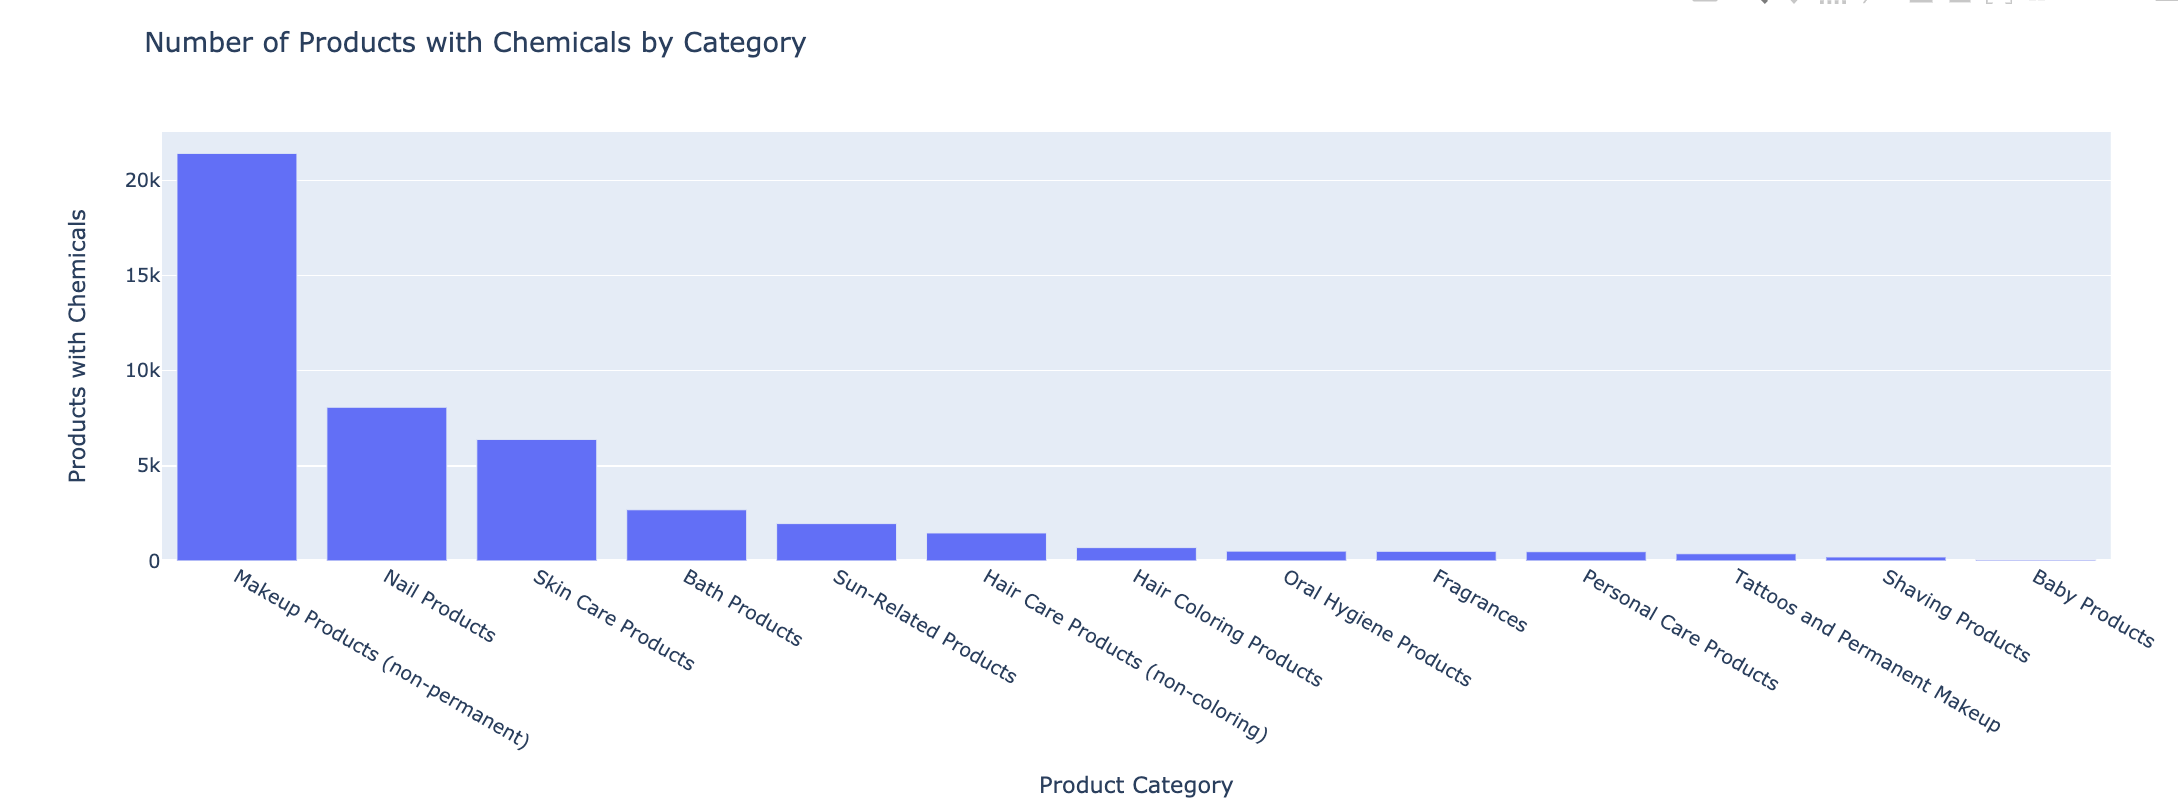 Number of Products with Chemicals by Category
Products with Chemicals
20k
15k
10k
5k
0
Makeup Products (non-permanent)
Nail Products
Skin Care Products
Bath Products
Sun-Related Products
Hair Care Products (non-coloring)
Hair Coloring Products
Oral Hygiene Products
Fragrances
Personal Care Products
Tattoos and Permanent Makeup
Shaving Products
Baby Products
Product Category